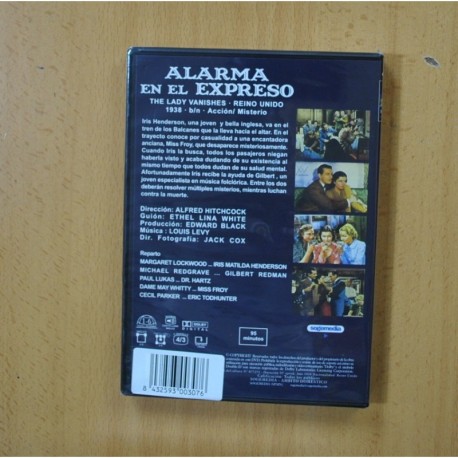 ALARMA
EN EL EXPRESO
THE LADY VANISHES · REINO UNIDO
1938 · b/n · Acción/ Misterio
Iris Henderson, una joven y bella inglesa, va en el
tren de los Balcanes que la lleva hacia el altar. En el
trayecto conoce por casualidad a una encantadora
anciana, Miss Froy, que desaparece misteriosamente.
Cuando Iris la busca, todos los pasajeros niegan
haberla visto y acaba dudando de su existencia al
mismo tiempo que todos dudan de su salud mental.
Afortunadamente Iris recibe la ayuda de Gilbert, un
joven especialista en música folclórica. Entre los dos
deberán resolver múltiples misterios, mientras luchan
contra la muerte.
Dirección: ALFRED HITCHCOCK
Guión: ETHEL LINA WHITE
Producción: EDWARD BLACK
Música : LOUIS LEVY
Dir. Fotografía: JACK COX
Reparto
MARGARET LOCKWOOD ... IRIS MATILDA HENDERSON
MICHAEL REDGRAVE ... GILBERT REDMAN
PAUL LUKAS .. DR. HARTZ
DAME MAY WHITTY ... MISS FROY
CECIL PARKER ... ERIC TODHUNTER
sogemedia
DOLBY
DIGITAL
4/3
95
minutos
8 432593 003076